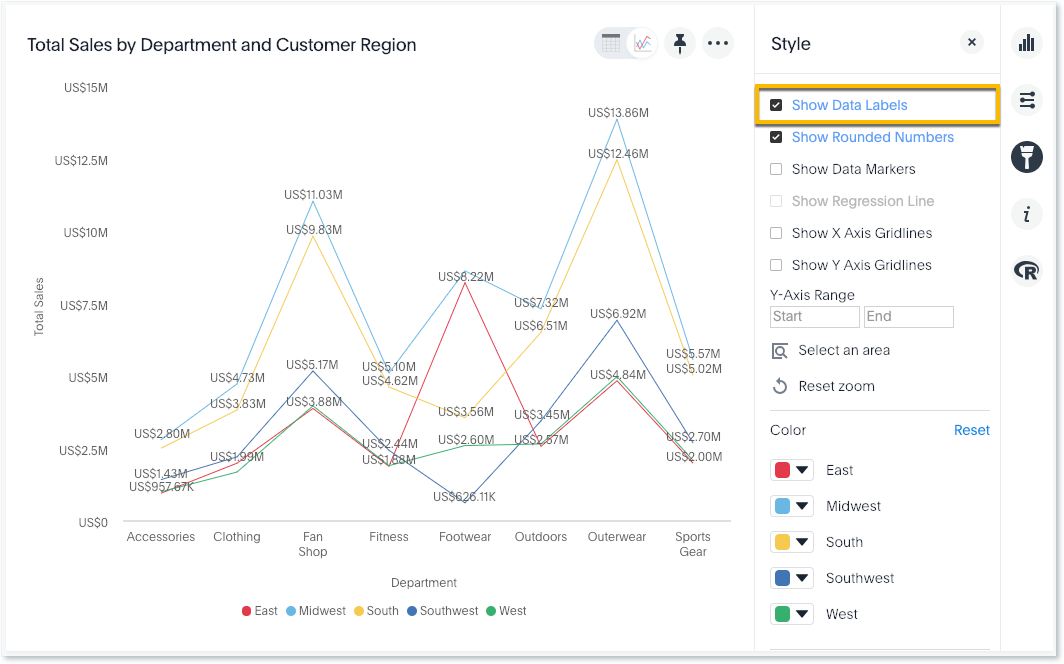 Total Sales by Department and Customer Region
US$15M
US$12.5M
US$10M
US$7.5M
US$5M
US$2.5M
US$0
Total Sales
US$13.86M
US$12.46M
US$11.03M
US$9.83M
US$8.22M
US$7.32M
US$6.51M
US$6.92M
US$5.57M
US$5.02M
US$5.17M
US$5.10M
US$4.62M
US$4.84M
US$4.73M
US$3.83M
US$3.88M
US$3.56M
US$3.45M
US$2.80M
US$2.44M
US$2.60M
US$2.57M
US$2.70M
US$1.99M
US$1.88M
US$2.00M
US$1.43M
US$957.67K
US$626.11K
Accessories
Clothing
Fan
Shop
Fitness
Footwear
Outdoors
Outerwear
Sports
Gear
Department
East Midwest South Southwest West
Style
Show Data Labels
Show Rounded Numbers
Show Data Markers
Show Regression Line
Show X Axis Gridlines
Show Y Axis Gridlines
Y-Axis Range
Start End
Select an area
Reset zoom
Color Reset
East
Midwest
South
Southwest
West
i
R